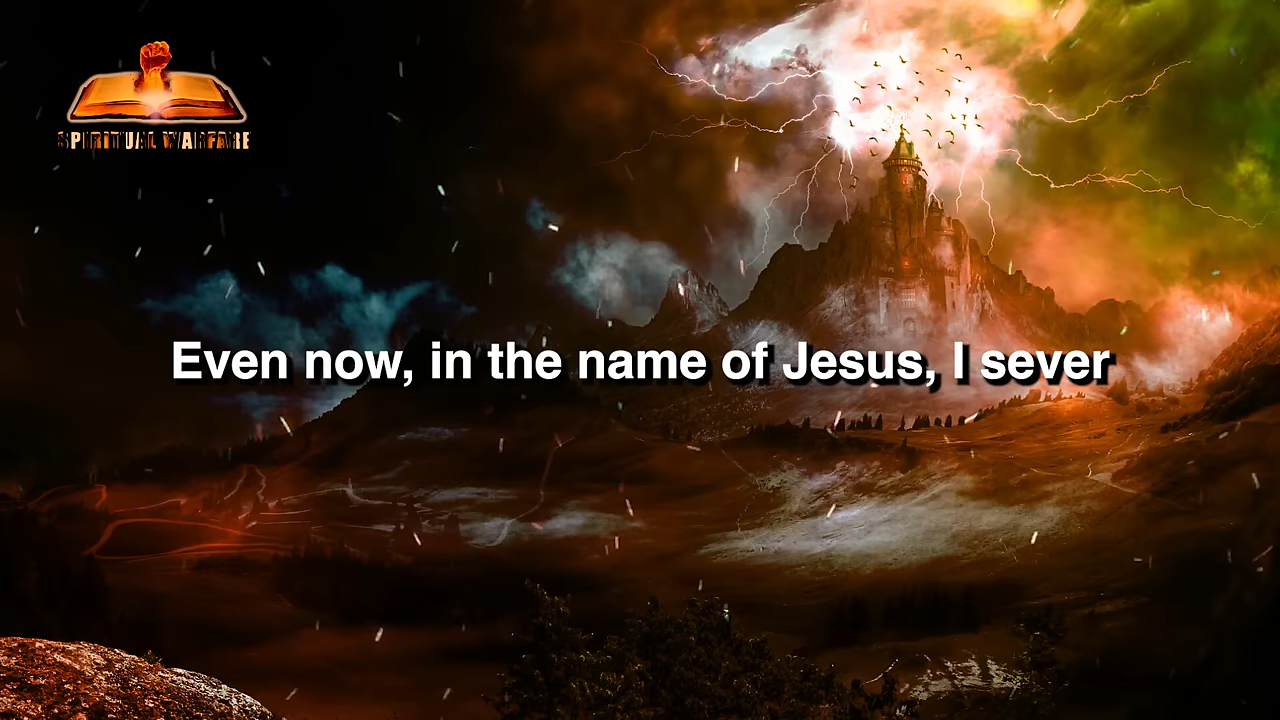 SPIRITUAL WARFARE
Even now, in the name of Jesus, I sever